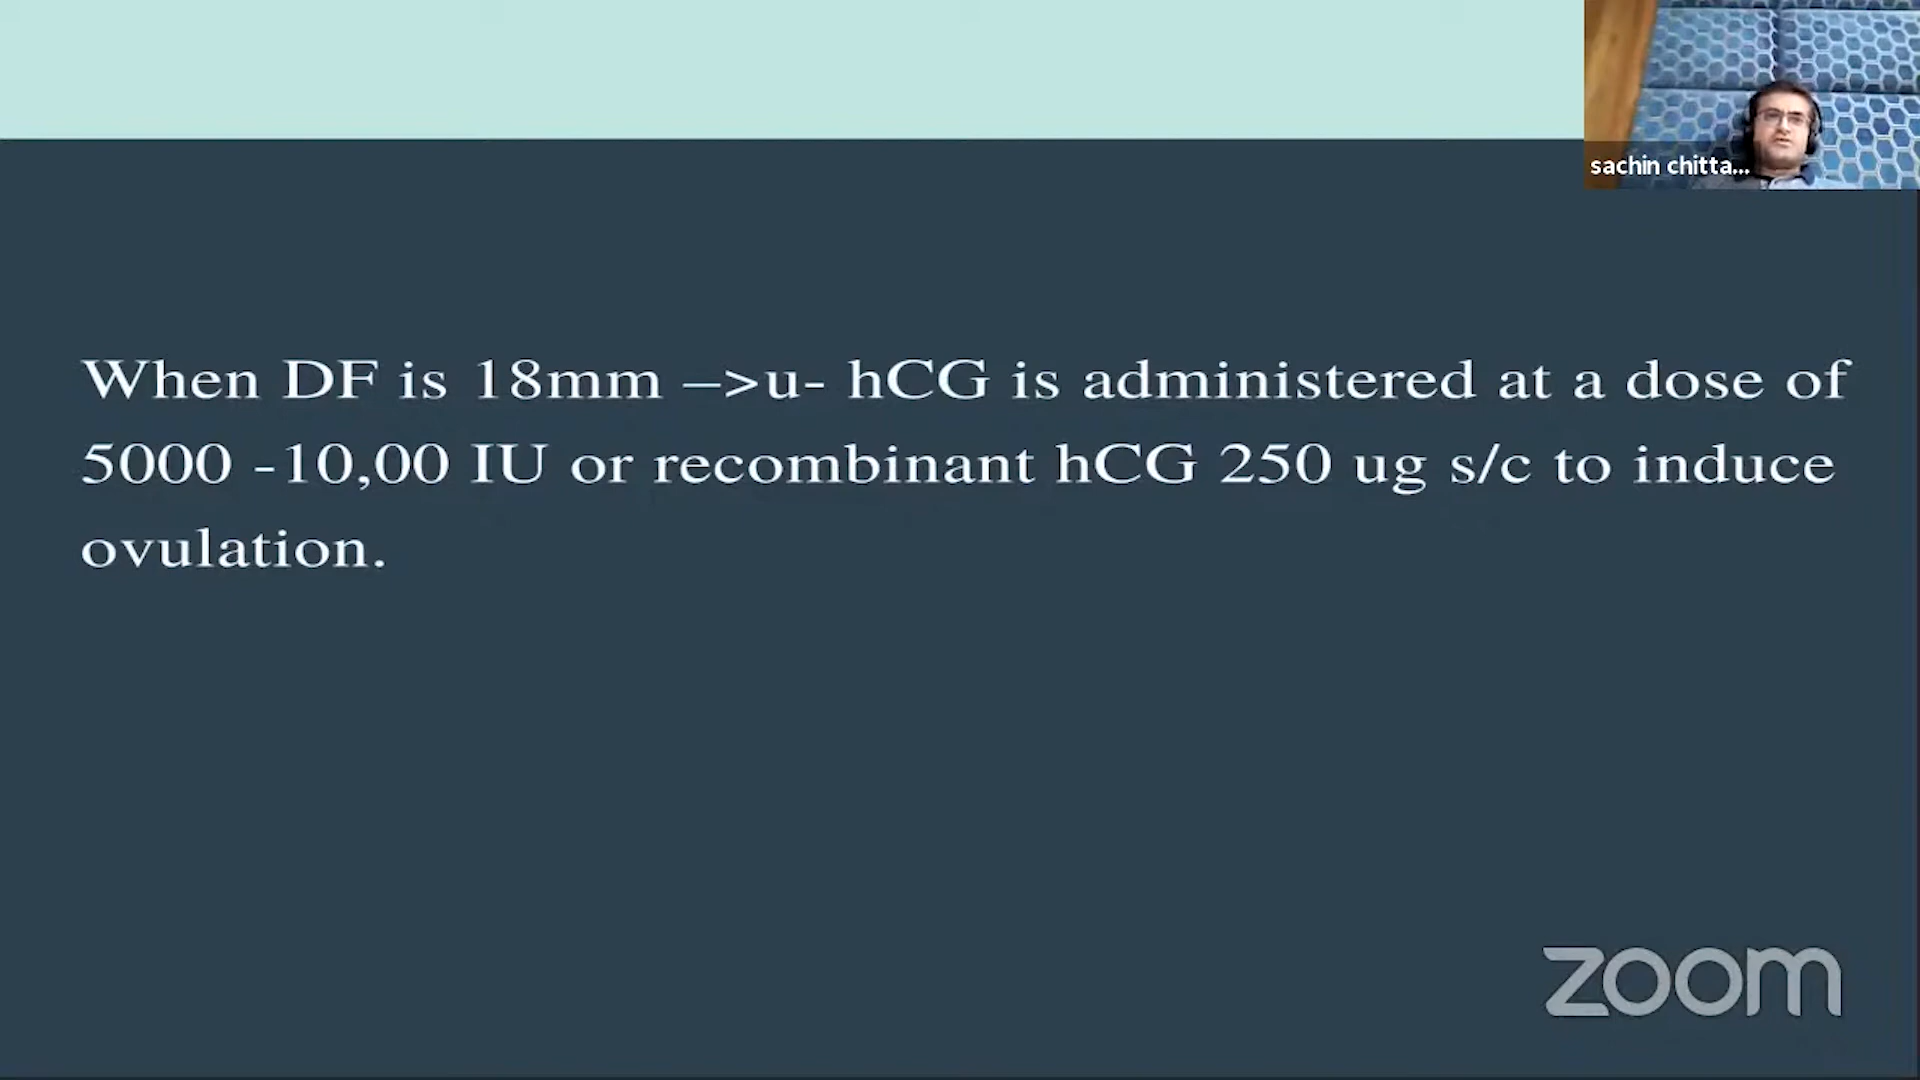 sachin chitta...
When DF is 18mm –>u- hCG is administered at a dose of
5000 -10,00 IU or recombinant hCG 250 ug s/c to induce
ovulation.
zoom